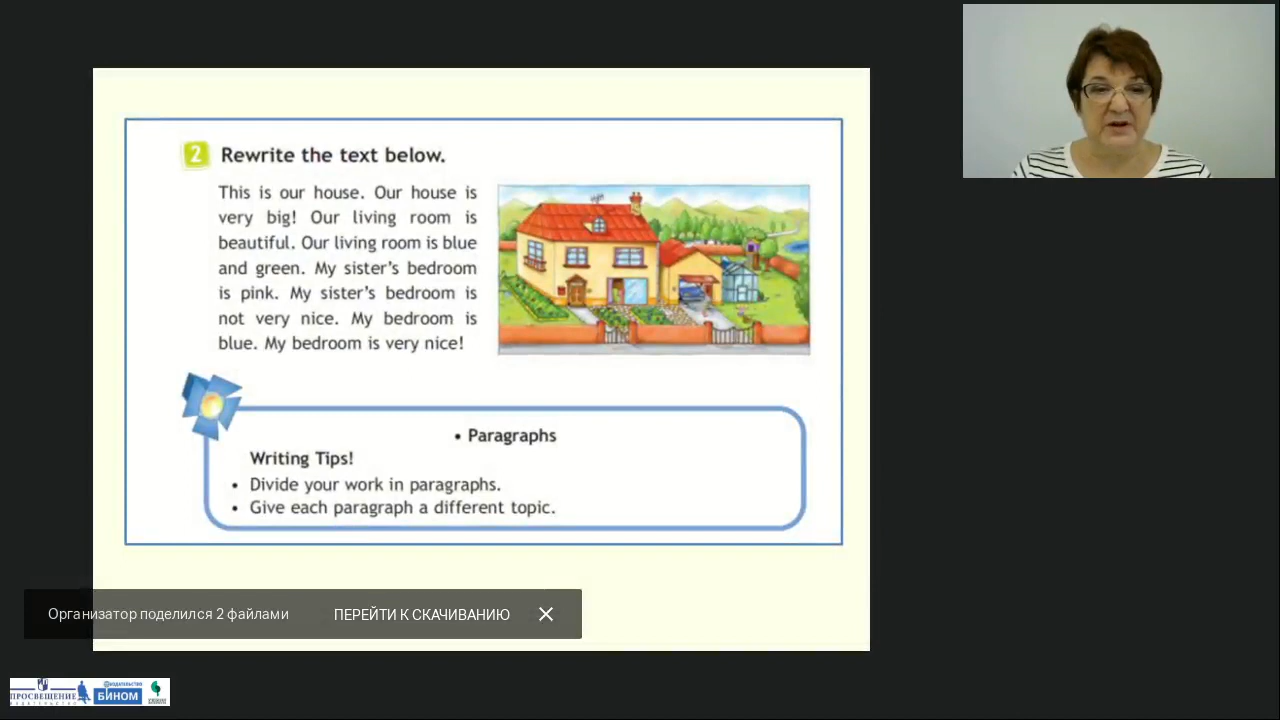 2 Rewrite the text below.
This is our house. Our house is
very big! Our living room is
beautiful. Our living room is blue
and green. My sister's bedroom
is pink. My sister's bedroom is
not very nice. My bedroom is
blue. My bedroom is very nice!
• Paragraphs
Writing Tips!
• Divide your work in paragraphs.
• Give each paragraph a different topic.
Организатор поделился 2 файлами ПЕРЕЙТИ К СКАЧИВАНИЮ
ПРОСВЕЩЕНИЕ
ИЗДАТЕЛЬСТВО
БИНОМ